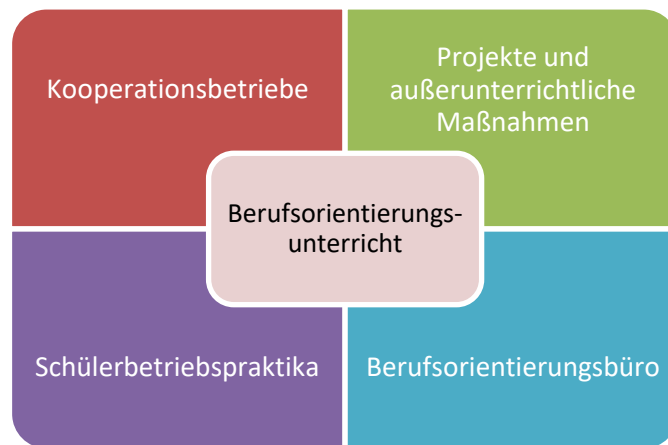 Kooperationsbetriebe
Projekte und
außerunterrichtliche
Maßnahmen
Berufsorientierungs-
unterricht
Schülerbetriebspraktika
Berufsorientierungsbüro